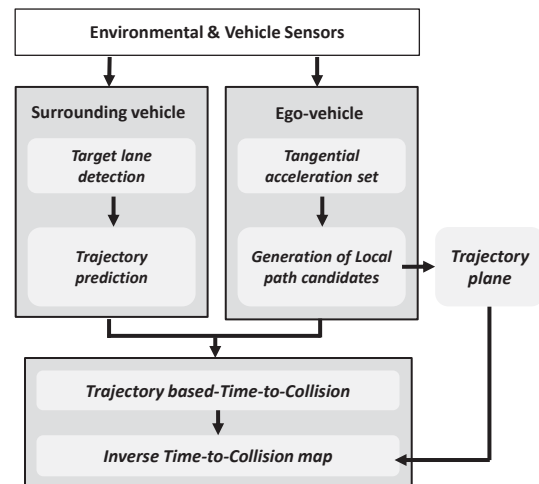 Environmental & Vehicle Sensors
Surrounding vehicle
Target lane
detection
Trajectory
prediction
Ego-vehicle
Tangential
acceleration set
Generation of Local
path candidates
Trajectory
plane
Trajectory based-Time-to-Collision
Inverse Time-to-Collision map